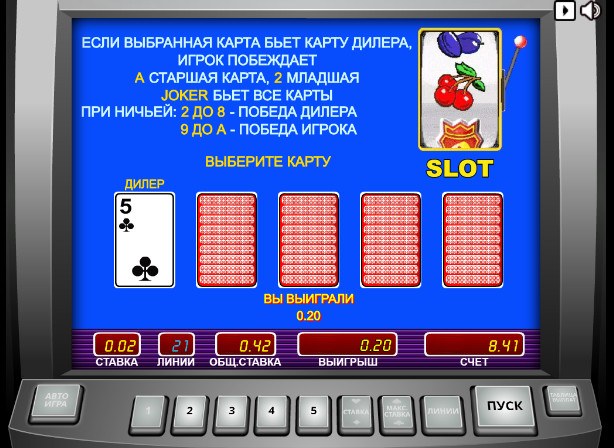 ЕСЛИ ВЫБРАННАЯ КАРТА БЬЕТ КАРТУ ДИЛЕРА,
ИГРОК ПОБЕЖДАЕТ
А СТАРШАЯ КАРТА, 2 МЛАДШАЯ
JOKER БЬЕТ ВСЕ КАРТЫ
ПРИ НИЧЬЕЙ: 2 ДО 8 - ПОБЕДА ДИЛЕРА
9 ДО А - ПОБЕДА ИГРОКА
SLOT
ВЫБЕРИТЕ КАРТУ
ДИЛЕР
5
ВЫ ВЫИГРАЛИ
0.20
0.02 21 0.42 0.20 8.41
СТАВКА ЛИНИИ ОБЩ.СТАВКА ВЫИГРЫШ СЧЕТ
АВТО ИГРА 1 2 3 4 5 СТАВКА МАКС СТАВКА ЛИНИИ ПУСК